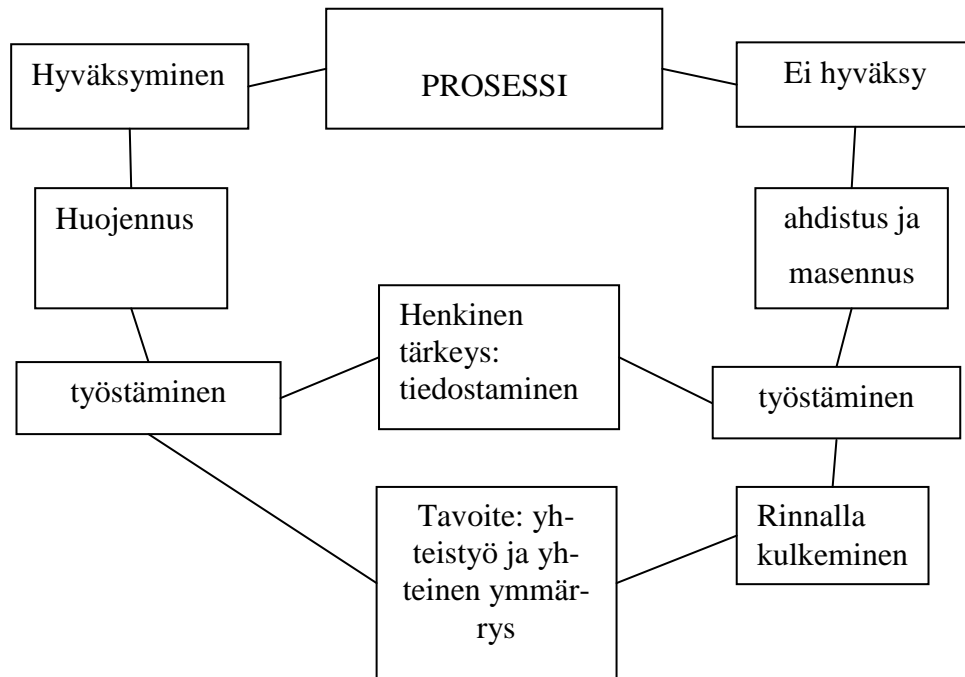 PROSESSI
Hyväksyminen
Ei hyväksy
Huojennus
ahdistus ja
masennus
Henkinen
tärkeys:
tiedostaminen
työstäminen
työstäminen
Tavoite: yh-
teistyö ja yh-
teinen ymmär-
rys
Rinnalla
kulkeminen